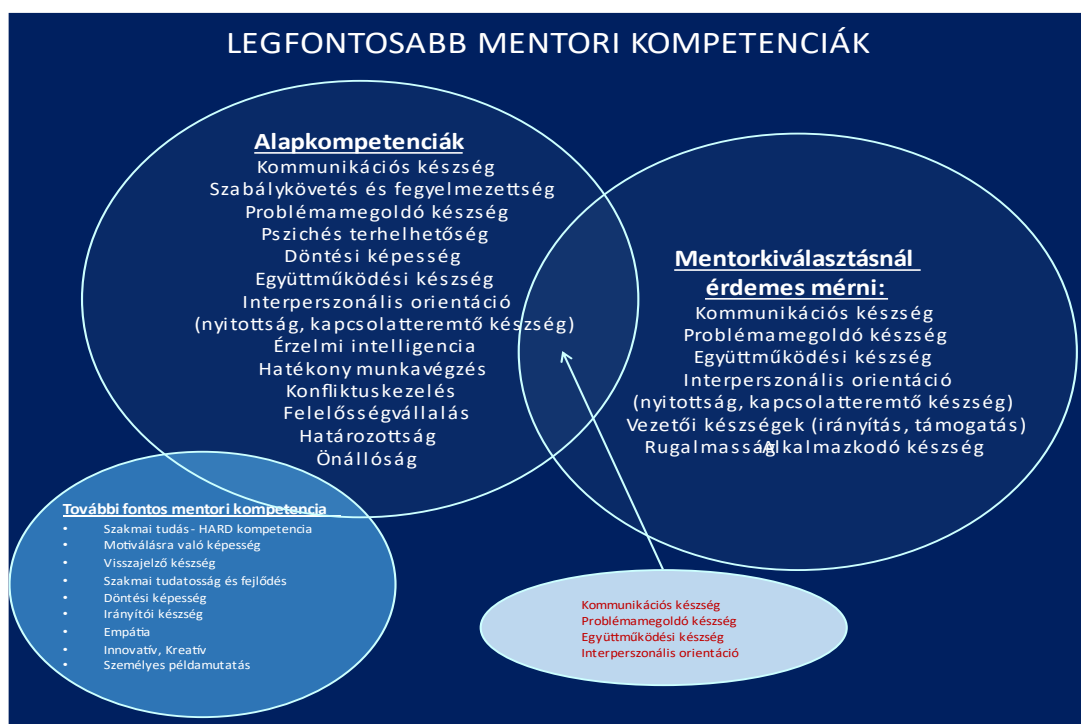 LEGFONTOSABB MENTORI KOMPETENCIÁK
Alapkompetenciák
Kommunikációs készség
Szabálykövetés és fegyelmezettség
Problémamegoldó készség
Pszichés terhelhetőség
Döntési képesség
Együttműködési készség
Interperszonális orientáció
(nyitottság, kapcsolatteremtő készség)
Érzelmi intelligencia
Hatékony munkavégzés
Konfliktuskezelés
Felelősségvállalás
Határozottság
Önállóság
Mentorkiválasztásnál
érdemes mérni:
Kommunikációs készség
Problémamegoldó készség
Együttműködési készség
Interperszonális orientáció
(nyitottság, kapcsolatteremtő készség)
Vezetői készségek (irányítás, támogatás)
Rugalmasság Alkalmazkodó készség
További fontos mentori kompetencia
• Szakmai tudás - HARD kompetencia
• Motiválásra való képesség
• Visszajelző készség
• Szakmai tudatosság és fejlődés
• Döntési képesség
• Irányítói készség
• Empátia
• Innovatív, Kreatív
• Személyes példamutatás
Kommunikációs készség
Problémamegoldó készség
Együttműködési készség
Interperszonális orientáció